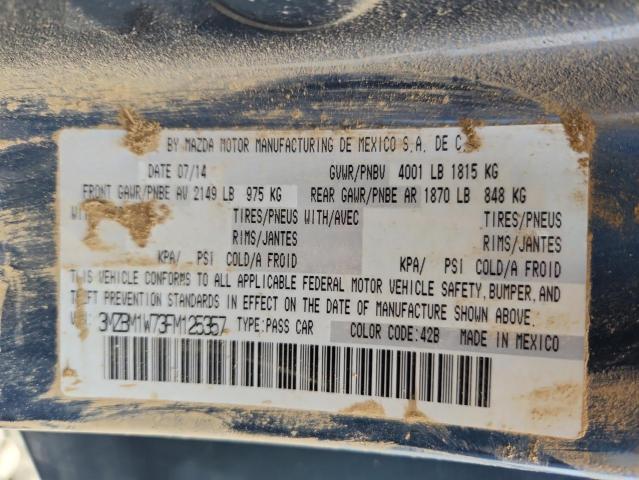 BY MAZDA MOTOR MANUFACTURING DE MEXICO S.A. DE C.
DATE 07/14 GVWR/PNBV 4001 LB 1815 KG
FRONT GAWR/PNBE AV 2149 LB 975 KG REAR GAWR/PNBE AR 1870 LB 848 KG
TIRES/PNEUS WITH/AVEC TIRES/PNEUS
RIMS/JANTES RIMS/JANTES
KPA/ PSI COLD/A FROID KPA/ PSI COLD/A FROID
THIS VEHICLE CONFORMS TO ALL APPLICABLE FEDERAL MOTOR VEHICLE SAFETY, BUMPER, AND
THEFT PREVENTION STANDARDS IN EFFECT ON THE DATE OF MANUFACTURE SHOWN ABOVE.
3MZBM1W73FM125357 TYPE:PASS CAR COLOR CODE:42B MADE IN MEXICO